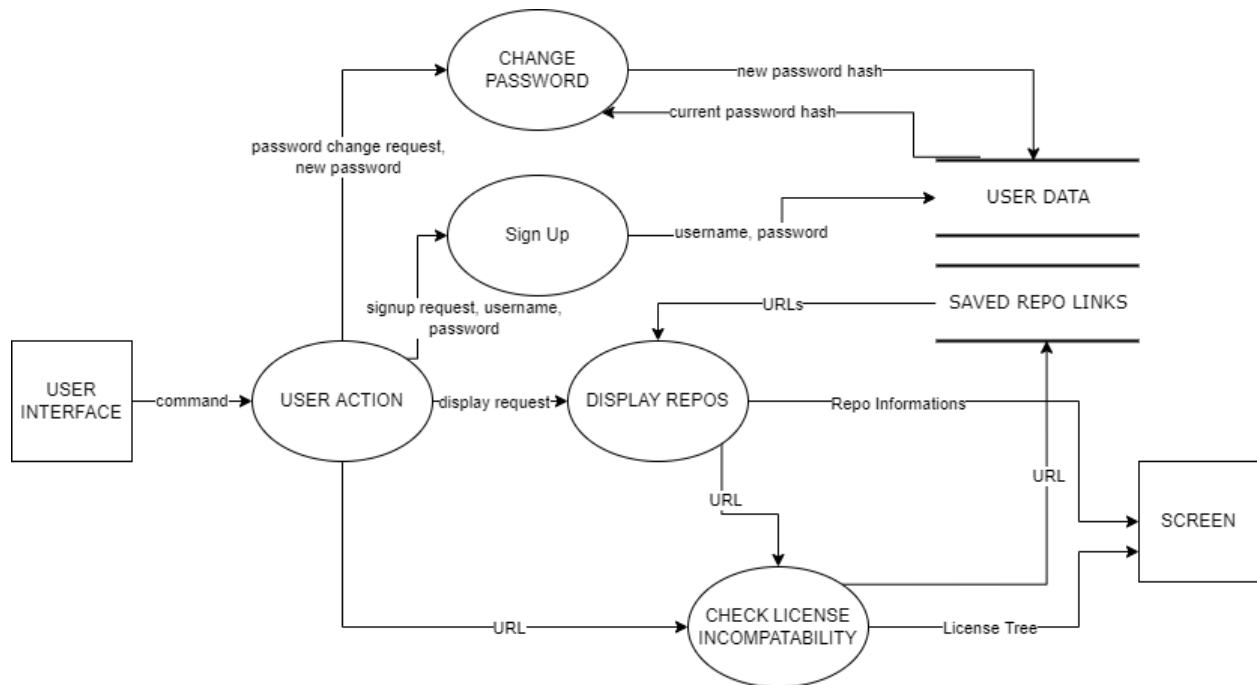 CHANGE
PASSWORD
new password hash
current password hash
password change request,
new password
USER DATA
Sign Up
username, password
signup request, username,
password
URLs
SAVED REPO LINKS
USER
INTERFACE
command
USER ACTION
display request
DISPLAY REPOS
Repo Informations
URL
URL
SCREEN
URL
CHECK LICENSE
INCOMPATABILITY
License Tree